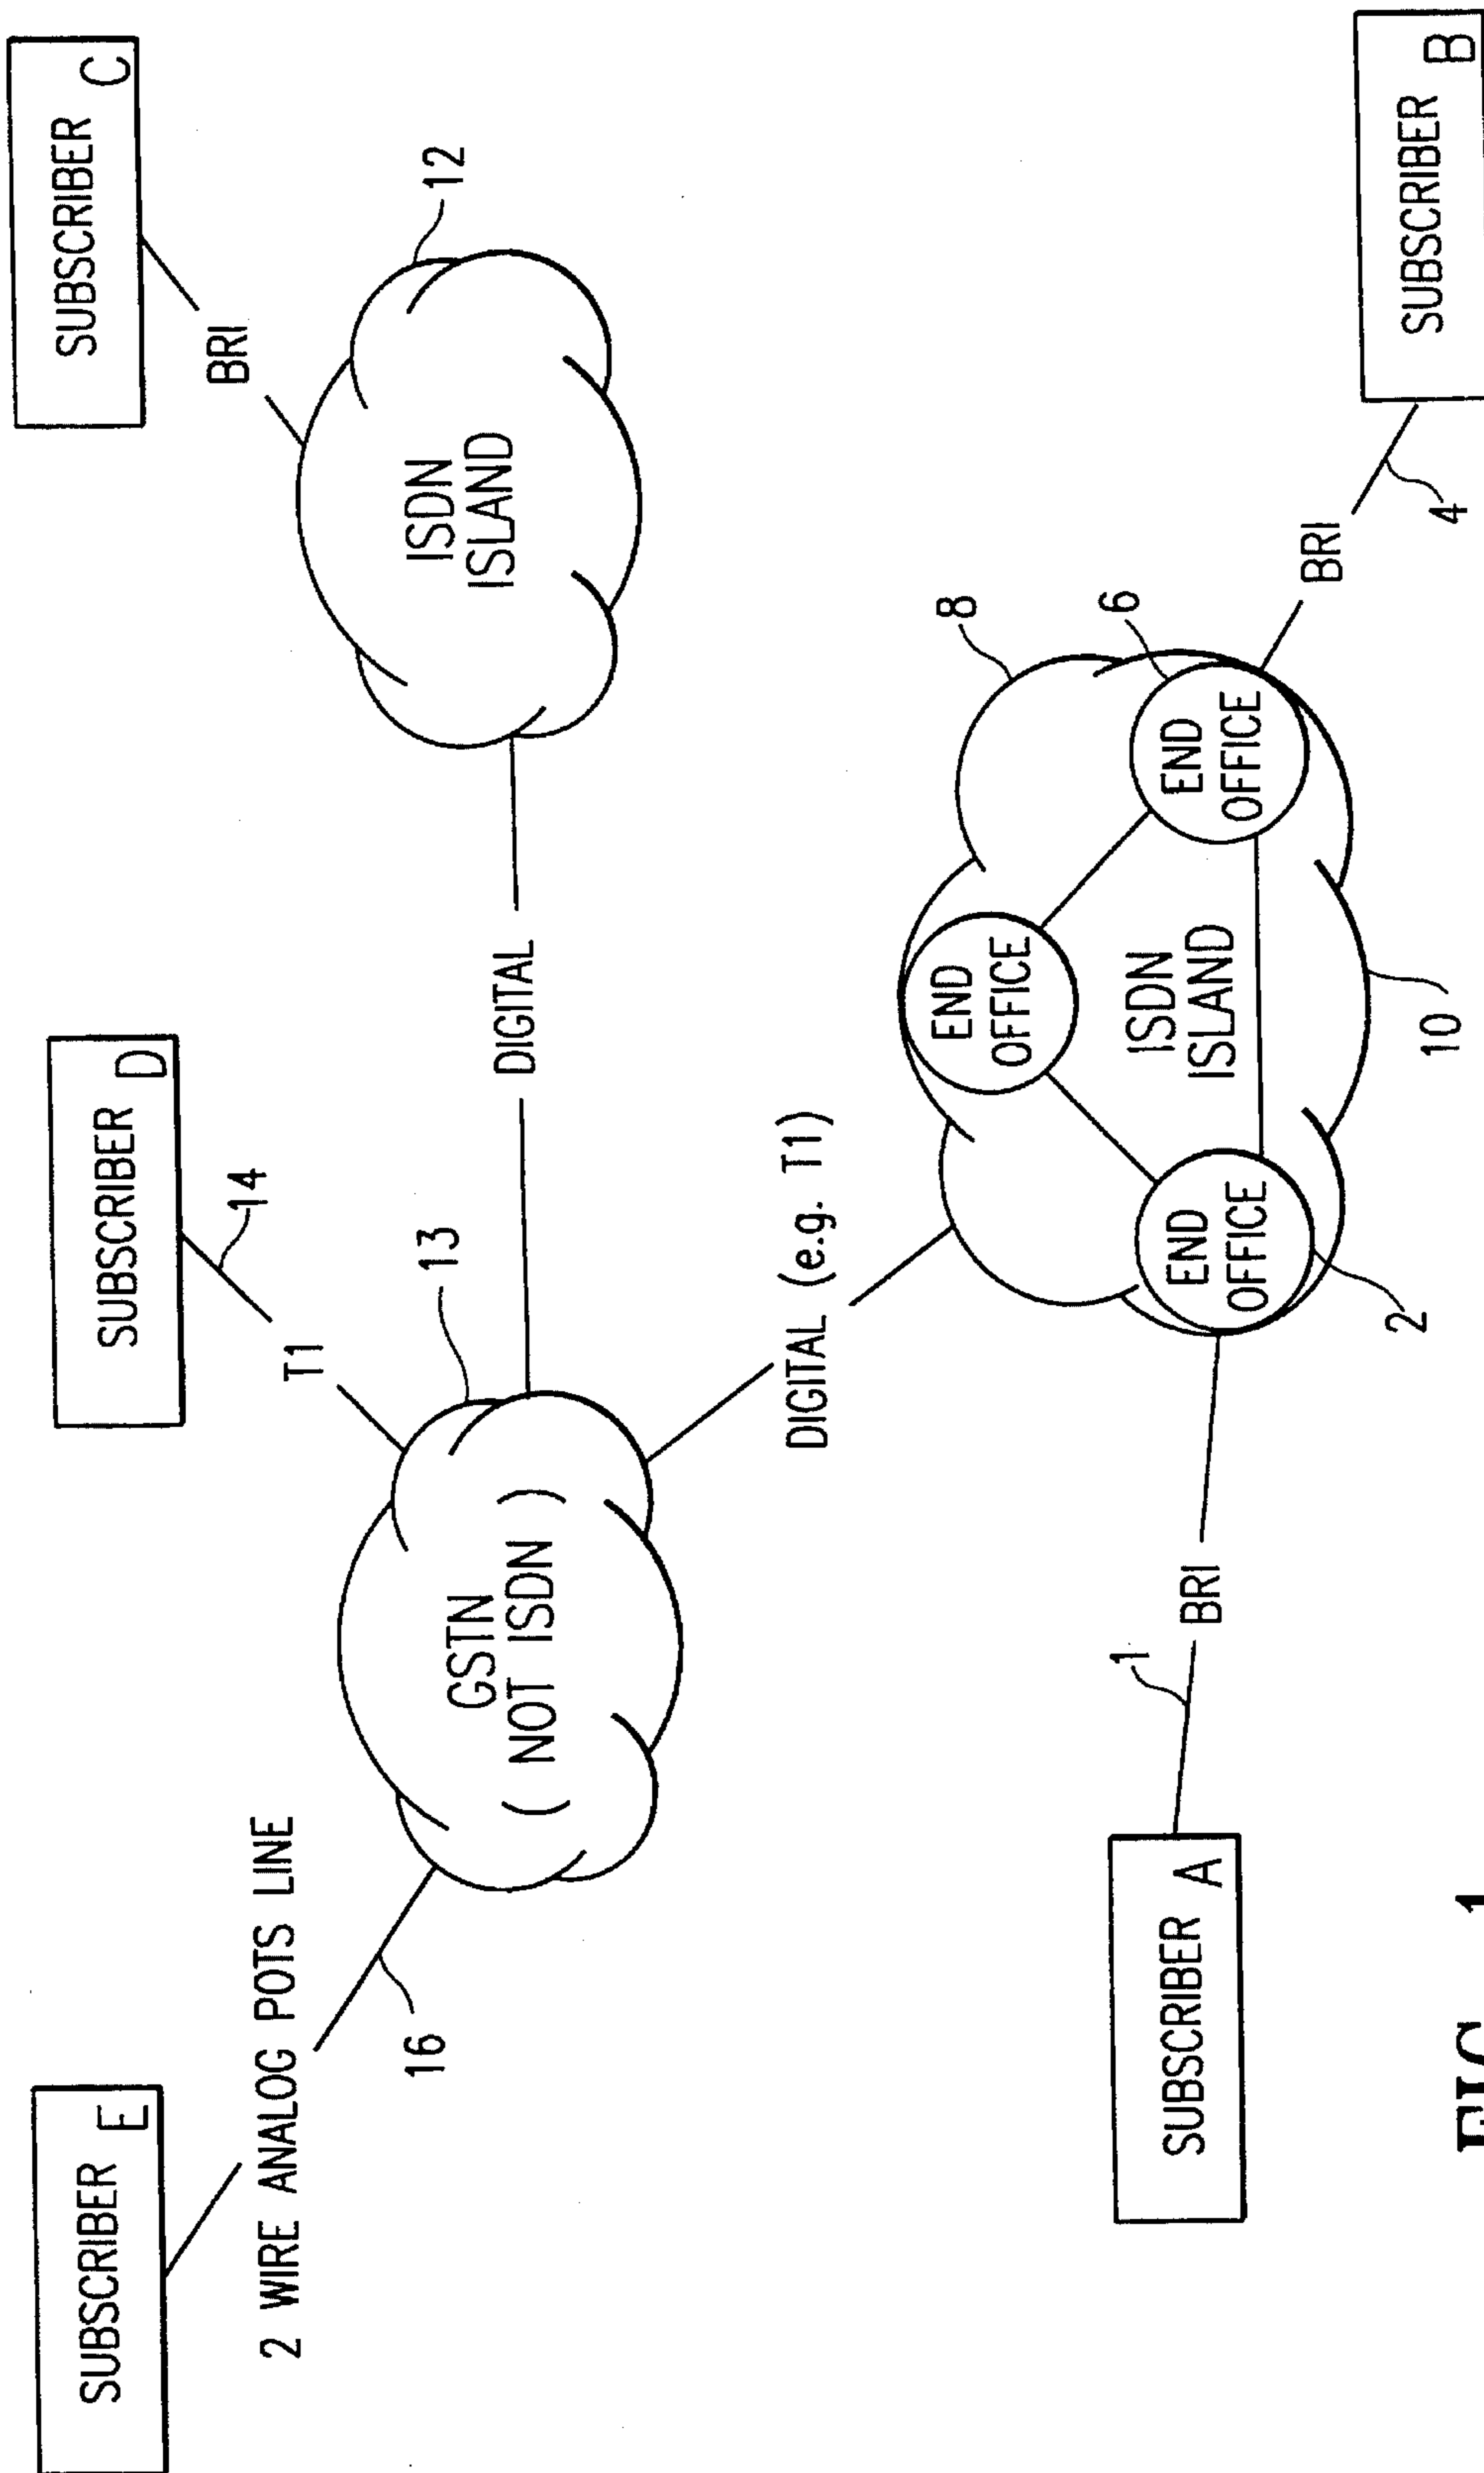 SUBSCRIBER E
SUBSCRIBER D
SUBSCRIBER C
2 WIRE ANALOG POTS LINE
16
T1
14
13
BRI
12
GSTN
( NOT ISDN )
DIGITAL
ISDN
ISLAND
DIGITAL (e.g. T1)
8
6
END
OFFICE
END
OFFICE
END
OFFICE
ISDN
ISLAND
SUBSCRIBER A
1
BRI
2
10
BRI
4
SUBSCRIBER B
FIG. 1